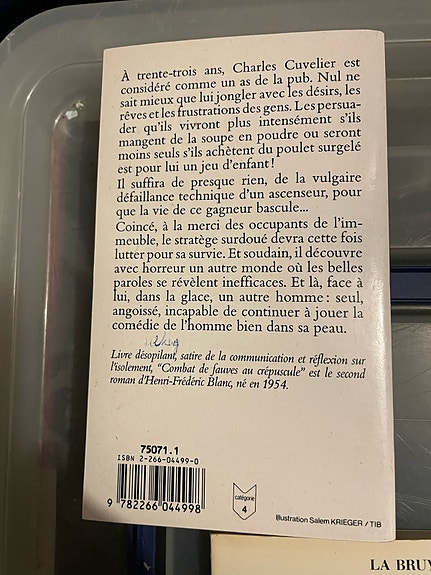 À trente-trois ans, Charles Cuvelier est
considéré comme un as de la pub. Nul ne
sait mieux que lui jongler avec les désirs, les
rêves et les frustrations des gens. Les persua-
der qu'ils vivront plus intensément s'ils
mangent de la soupe en poudre ou seront
moins seuls s'ils achètent du poulet surgelé
est pour lui un jeu d'enfant !
Il suffira de presque rien, de la vulgaire
défaillance technique d'un ascenseur, pour
que la vie de ce gagneur bascule...
Coincé, à la merci des occupants de l'im-
meuble, le stratège surdoué devra cette fois
lutter pour sa survie. Et soudain, il découvre
avec horreur un autre monde où les belles
paroles se révèlent inefficaces. Et là, face à
lui, dans la glace, un autre homme : seul,
angoissé, incapable de continuer à jouer la
comédie de l'homme bien dans sa peau.
Livre désopilant, satire de la communication et réflexion sur
l'isolement, "Combat de fauves au crépuscule" est le second
roman d'Henri-Frédéric Blanc, né en 1954.
75071.1
ISBN 2-266-04499-0
9 782266 044998
catégorie
4
Illustration Salem KRIEGER / TIB
LA BRUY